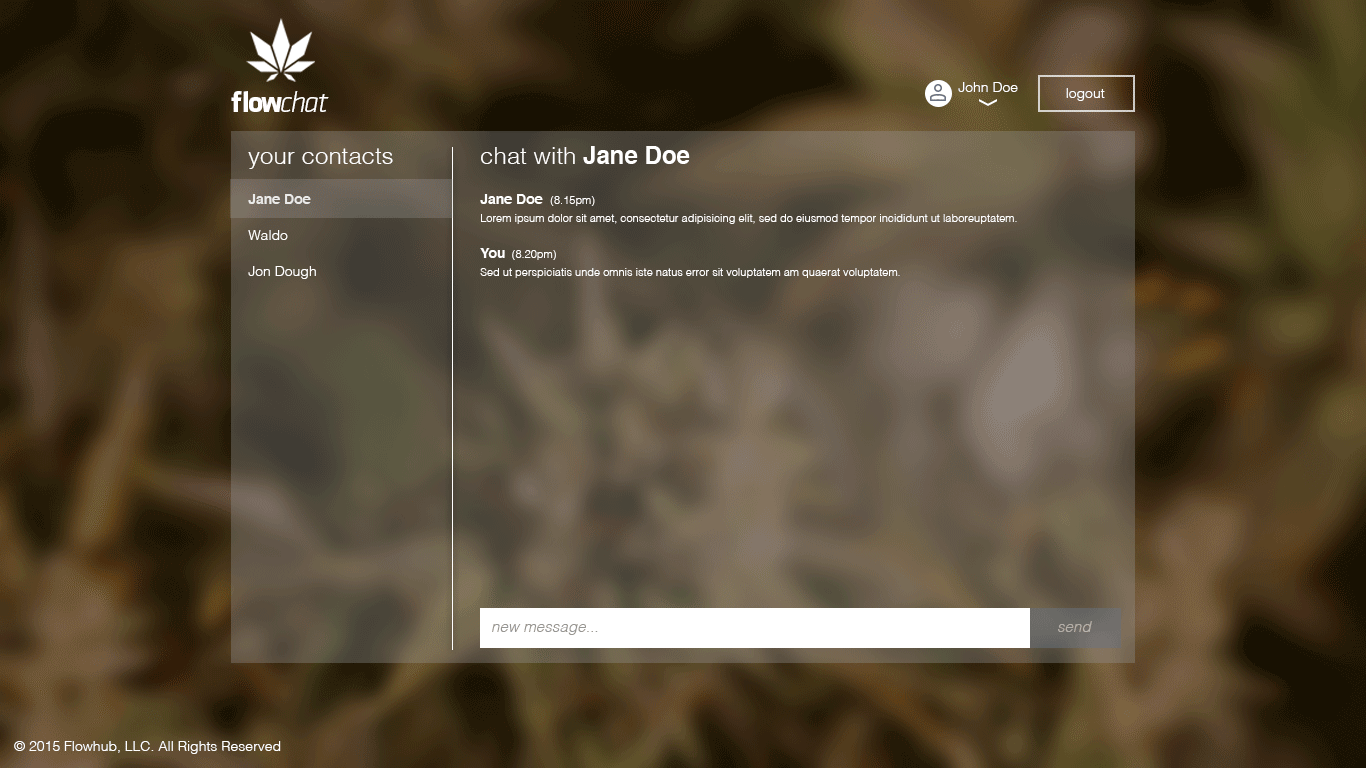 flowchat
John Doe
logout
your contacts
Jane Doe
Waldo
Jon Dough
chat with Jane Doe
Jane Doe (8.15pm)
Lorem ipsum dolor sit amet, consectetur adipisicing elit, sed do eiusmod tempor incididunt ut laboreuptatem.
You (8.20pm)
Sed ut perspiciatis unde omnis iste natus error sit voluptatem am quaerat voluptatem.
new message...
send
© 2015 Flowhub, LLC. All Rights Reserved